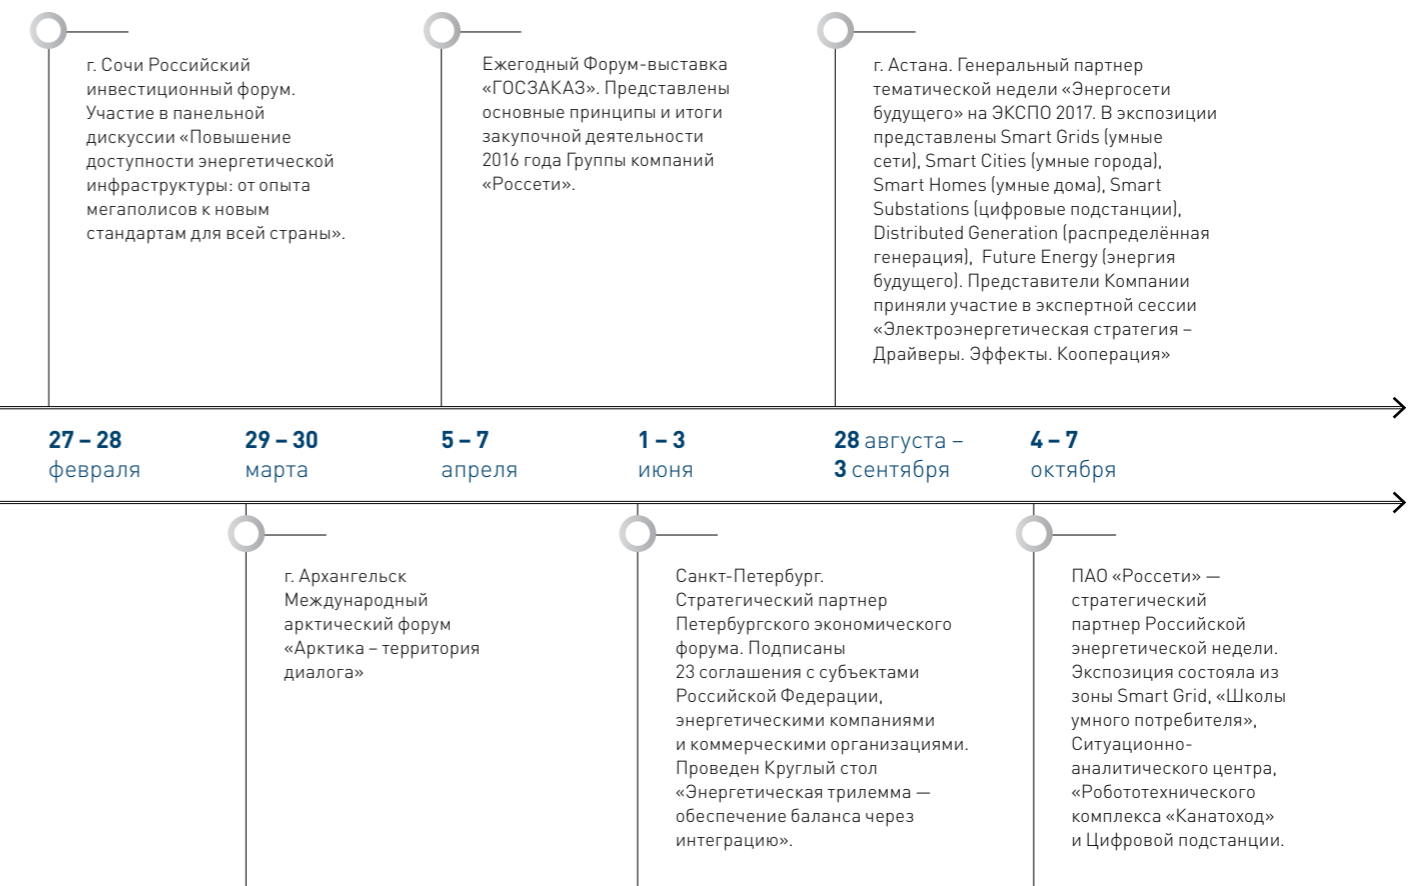 г. Сочи Российский
инвестиционный форум.
Участие в панельной
дискуссии «Повышение
доступности энергетической
инфраструктуры: от опыта
мегаполисов к новым
стандартам для всей страны».
Ежегодный Форум-выставка
«ГОСЗАКАЗ». Представлены
основные принципы и итоги
закупочной деятельности
2016 года Группы компаний
«Россети».
г. Астана. Генеральный партнер
тематической недели «Энергосети
будущего» на ЭКСПО 2017. В экспозиции
представлены Smart Grids (умные
сети), Smart Cities (умные города),
Smart Homes (умные дома), Smart
Substations (цифровые подстанции),
Distributed Generation (распределённая
генерация), Future Energy (энергия
будущего). Представители Компании
приняли участие в экспертной сессии
«Электроэнергетическая стратегия –
Драйверы. Эффекты. Кооперация»
27 – 28
февраля
29 – 30
марта
5 – 7
апреля
1 – 3
июня
28 августа –
3 сентября
4 – 7
октября
г. Архангельск
Международный
арктический форум
«Арктика – территория
диалога»
Санкт-Петербург.
Стратегический партнер
Петербургского экономического
форума. Подписаны
23 соглашения с субъектами
Российской Федерации,
энергетическими компаниями
и коммерческими организациями.
Проведен Круглый стол
«Энергетическая трилемма —
обеспечение баланса через
интеграцию».
ПАО «Россети» —
стратегический
партнер Российской
энергетической недели.
Экспозиция состояла из
зоны Smart Grid, «Школы
умного потребителя»,
Ситуационно-
аналитического центра,
«Робототехнического
комплекса «Канатоход»
и Цифровой подстанции.